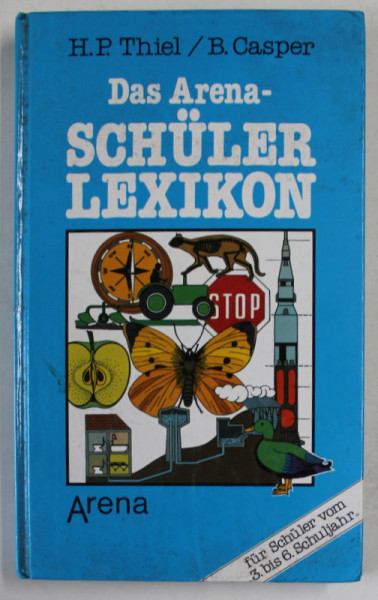 H.P. Thiel / B. Casper
Das Arena-
SCHÜLER
LEXIKON
STOP
Arena
für Schüler vom
3. bis 6. Schuljahr.